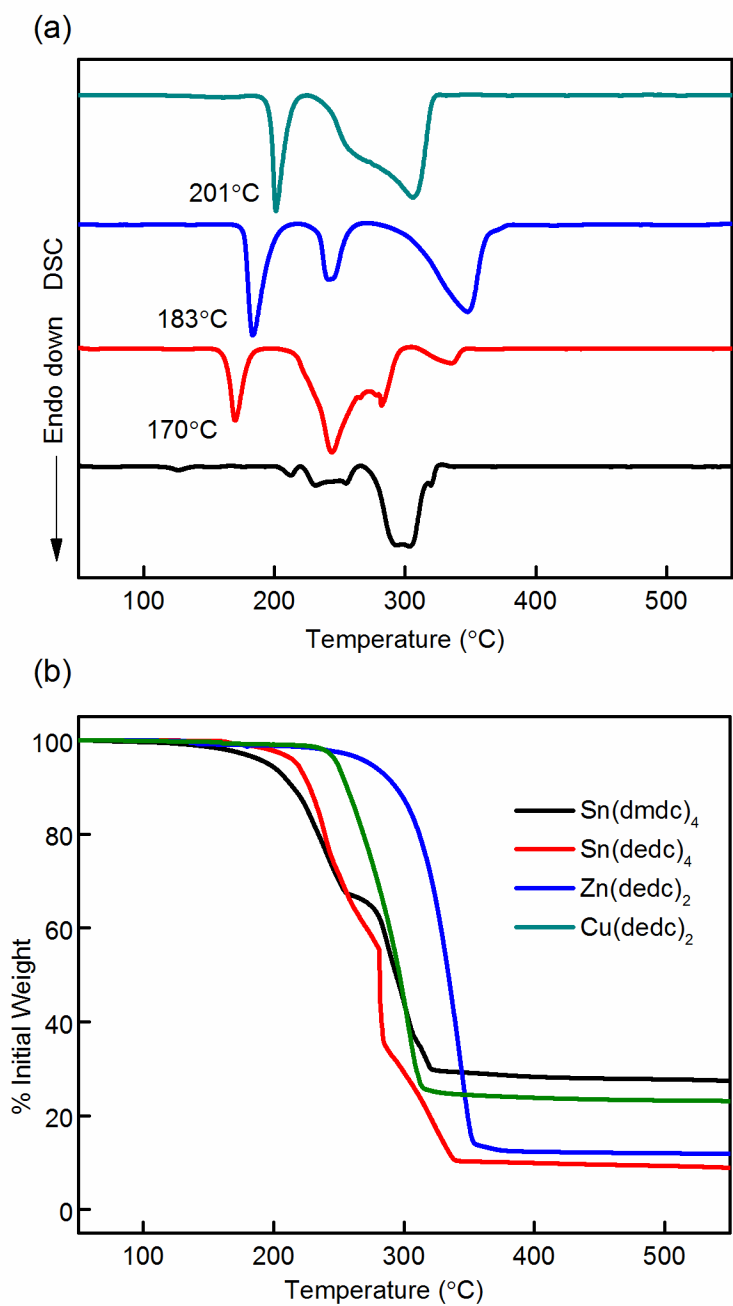 (a)
201°C
183°C
170°C
Endo down DSC
100 200 300 400 500
Temperature (°C)
(b)
100
80
60
40
20
0
% Initial Weight
Sn(dmdc)₄
Sn(dedc)₄
Zn(dedc)₂
Cu(dedc)₂
100 200 300 400 500
Temperature (°C)